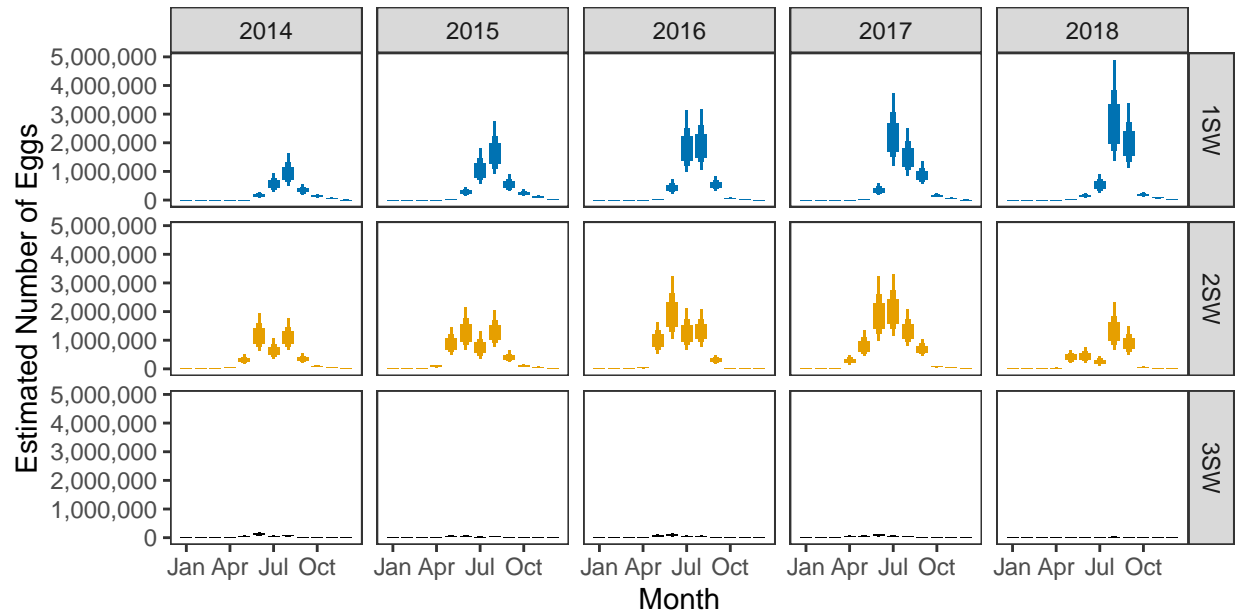 2014 2015 2016 2017 2018
Estimated Number of Eggs
5,000,000
4,000,000
3,000,000
2,000,000
1,000,000
0
1SW
5,000,000
4,000,000
3,000,000
2,000,000
1,000,000
0
2SW
5,000,000
4,000,000
3,000,000
2,000,000
1,000,000
0
3SW
Jan Apr Jul Oct Jan Apr Jul Oct Jan Apr Jul Oct Jan Apr Jul Oct Jan Apr Jul Oct
Month